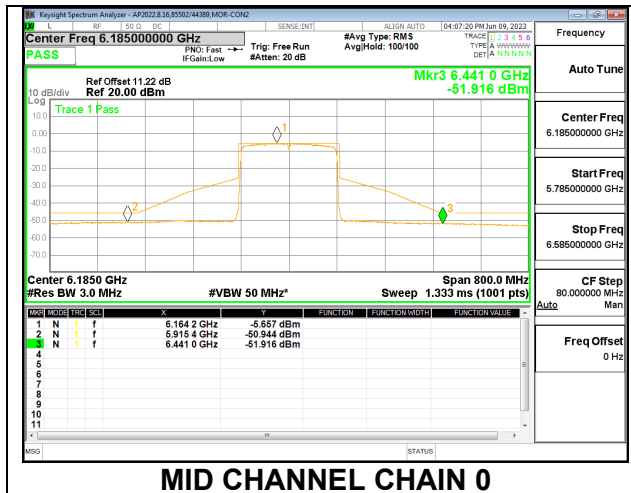 Keysight Spectrum Analyzer - AP2022.8.16,85502/44389,MOR-CON2
L RF 50 Ω DC SENSE:INT ALIGN AUTO 04:07:20 PM Jun 09, 2023
Center Freq 6.185000000 GHz #Avg Type: RMS TRACE 1 2 3 4 5 6
PASS PNO: Fast Trig: Free Run Avg|Hold: 100/100 TYPE A WWWWW
IFGain:Low #Atten: 20 dB DET A N N N N N
Ref Offset 11.22 dB Mkr3 6.441 0 GHz
10 dB/div Ref 20.00 dBm -51.916 dBm
Log
Trace 1 Pass
10.0
0.00
-10.0
-20.0
-30.0
-40.0
-50.0
-60.0
-70.0
1
2
3
Center 6.1850 GHz Span 800.0 MHz
#Res BW 3.0 MHz #VBW 50 MHz* Sweep 1.333 ms (1001 pts)
MKR MODE TRC SCL X Y FUNCTION FUNCTION WIDTH FUNCTION VALUE
1 N 1 f 6.164 2 GHz -5.657 dBm
2 N 1 f 5.915 4 GHz -50.944 dBm
3 N 1 f 6.441 0 GHz -51.916 dBm
4
5
6
7
8
9
10
11
MSG STATUS
Frequency
Auto Tune
Center Freq
6.185000000 GHz
Start Freq
5.785000000 GHz
Stop Freq
6.585000000 GHz
CF Step
80.000000 MHz
Auto Man
Freq Offset
0 Hz
MID CHANNEL CHAIN 0